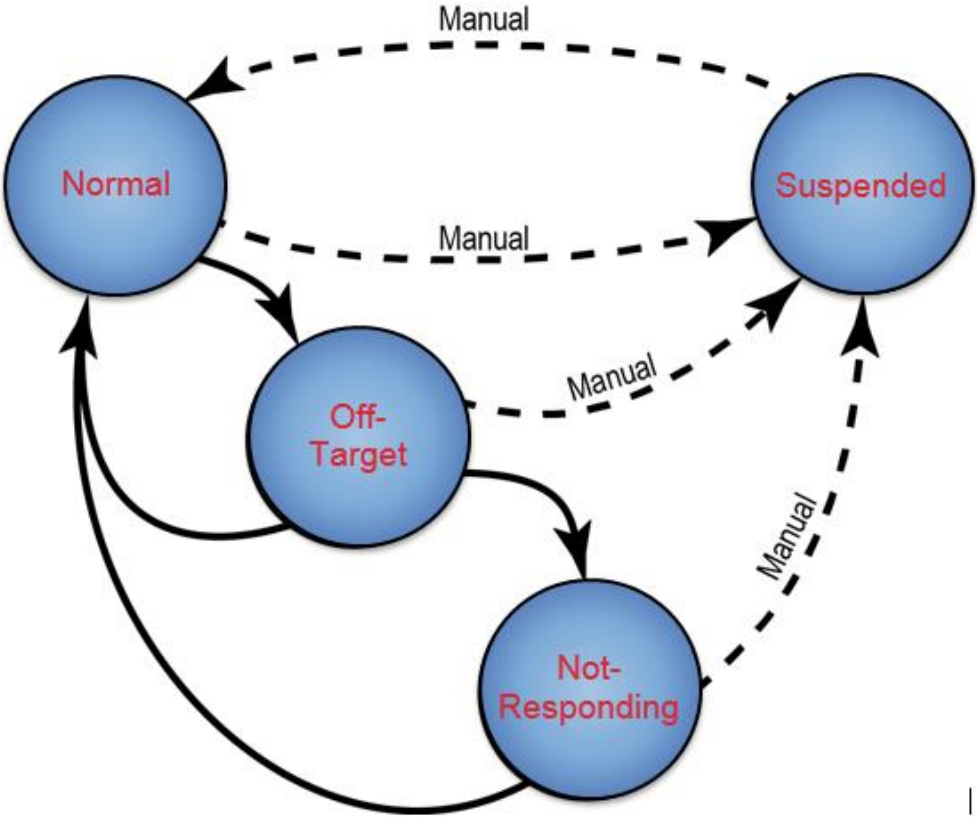 Manual
Normal
Suspended
Manual
Manual
Off-
Target
Manual
Not-
Responding